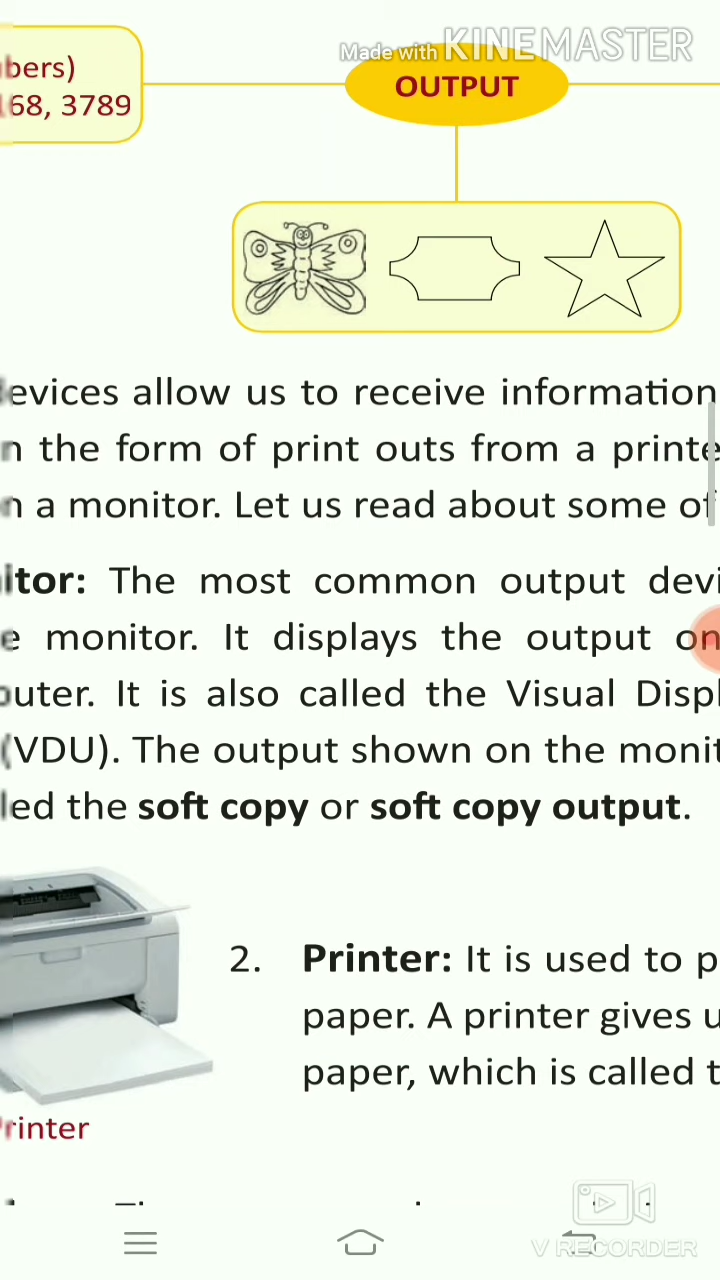 Made with KINEMASTER
bers)
168, 3789
OUTPUT
devices allow us to receive information
n the form of print outs from a printe
n a monitor. Let us read about some of
itor: The most common output devi
e monitor. It displays the output on
puter. It is also called the Visual Displ
(VDU). The output shown on the monit
led the soft copy or soft copy output.
2. Printer: It is used to p
paper. A printer gives u
paper, which is called t
Printer
V RECORDER